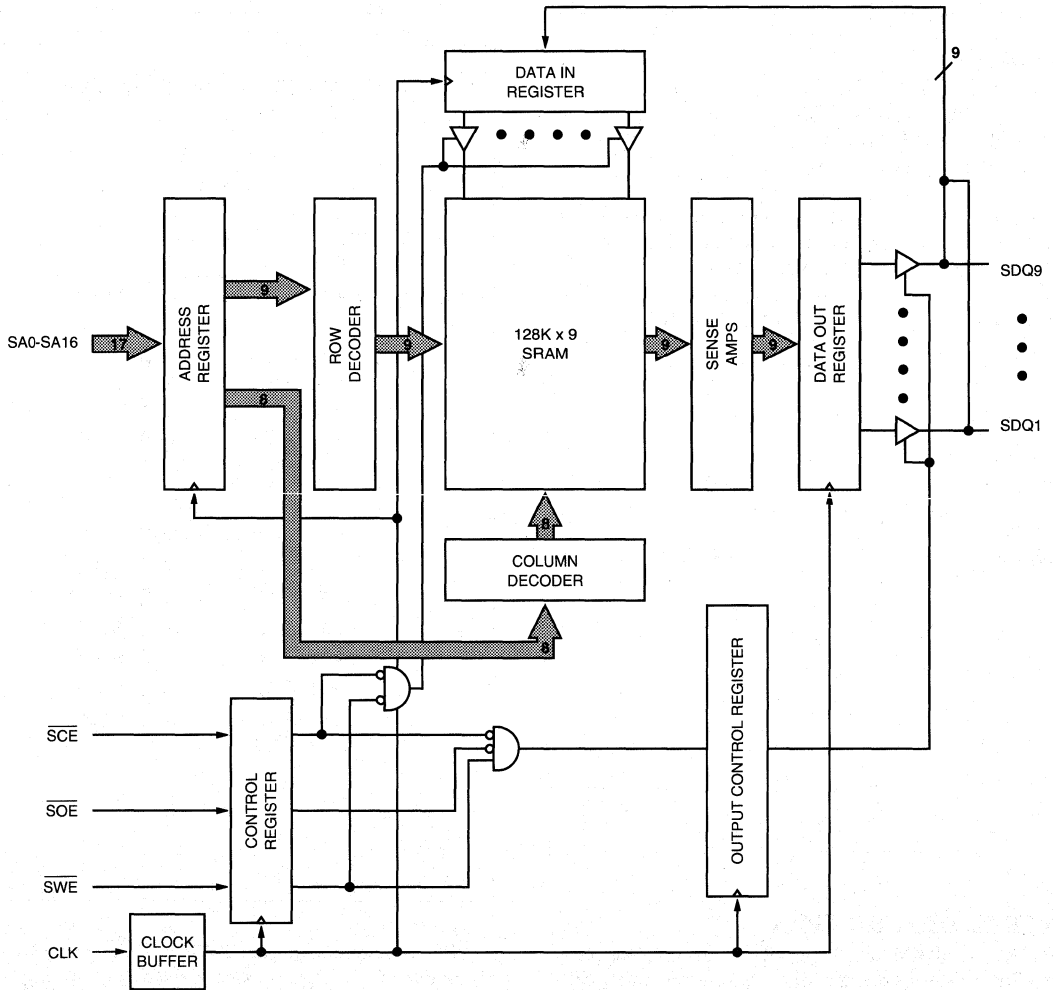 9
DATA IN
REGISTER
SA0-SA16
17
ADDRESS
REGISTER
9
8
ROW
DECODER
9
128K x 9
SRAM
9
SENSE
AMPS
9
DATA OUT
REGISTER
SDQ9
SDQ1
8
COLUMN
DECODER
8
SCE
SOE
SWE
CONTROL
REGISTER
OUTPUT CONTROL REGISTER
CLK
CLOCK
BUFFER